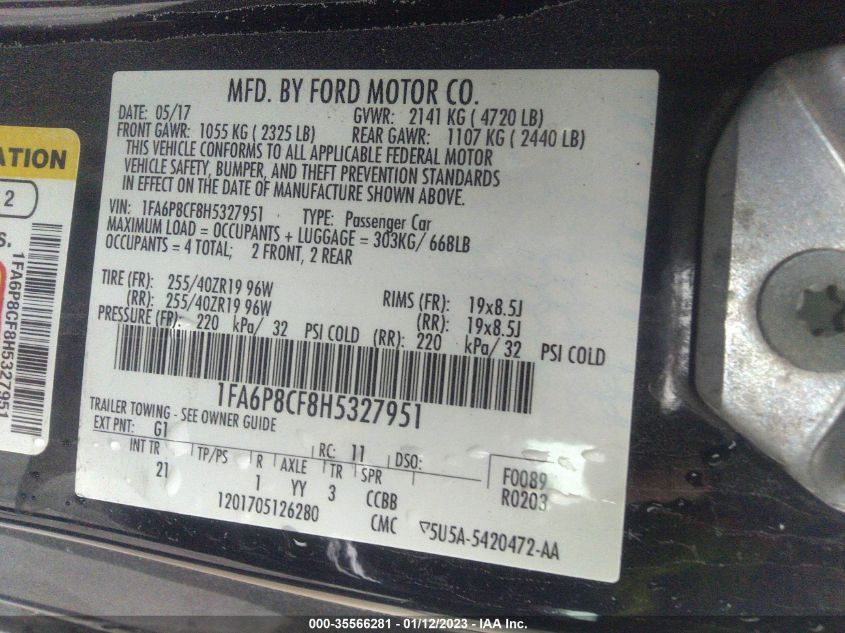 MFD. BY FORD MOTOR CO.
DATE: 05/17 GVWR: 2141 KG ( 4720 LB)
FRONT GAWR: 1055 KG ( 2325 LB) REAR GAWR: 1107 KG ( 2440 LB)
THIS VEHICLE CONFORMS TO ALL APPLICABLE FEDERAL MOTOR
VEHICLE SAFETY, BUMPER, AND THEFT PREVENTION STANDARDS
IN EFFECT ON THE DATE OF MANUFACTURE SHOWN ABOVE.
VIN: 1FA6P8CF8H5327951 TYPE: Passenger Car
MAXIMUM LOAD = OCCUPANTS + LUGGAGE = 303KG/ 668LB
OCCUPANTS = 4 TOTAL; 2 FRONT, 2 REAR
TIRE (FR): 255/40ZR19 96W RIMS (FR): 19x8.5J
(RR): 255/40ZR19 96W (RR): 19x8.5J
PRESSURE (FR): 220 kPa/ 32 PSI COLD (RR): 220 kPa/ 32 PSI COLD
1FA6P8CF8H5327951
TRAILER TOWING - SEE OWNER GUIDE
EXT PNT: G1 RC: 11 DSO: F0089
INT TR TP/PS R AXLE TR SPR R0203
21 1 YY 3 CCBB
1201705126280 CMC ▽5U5A-5420472-AA
ATION
2
S.
1FA6P8CF8H5327951
000-35566281 - 01/12/2023 - IAA Inc.